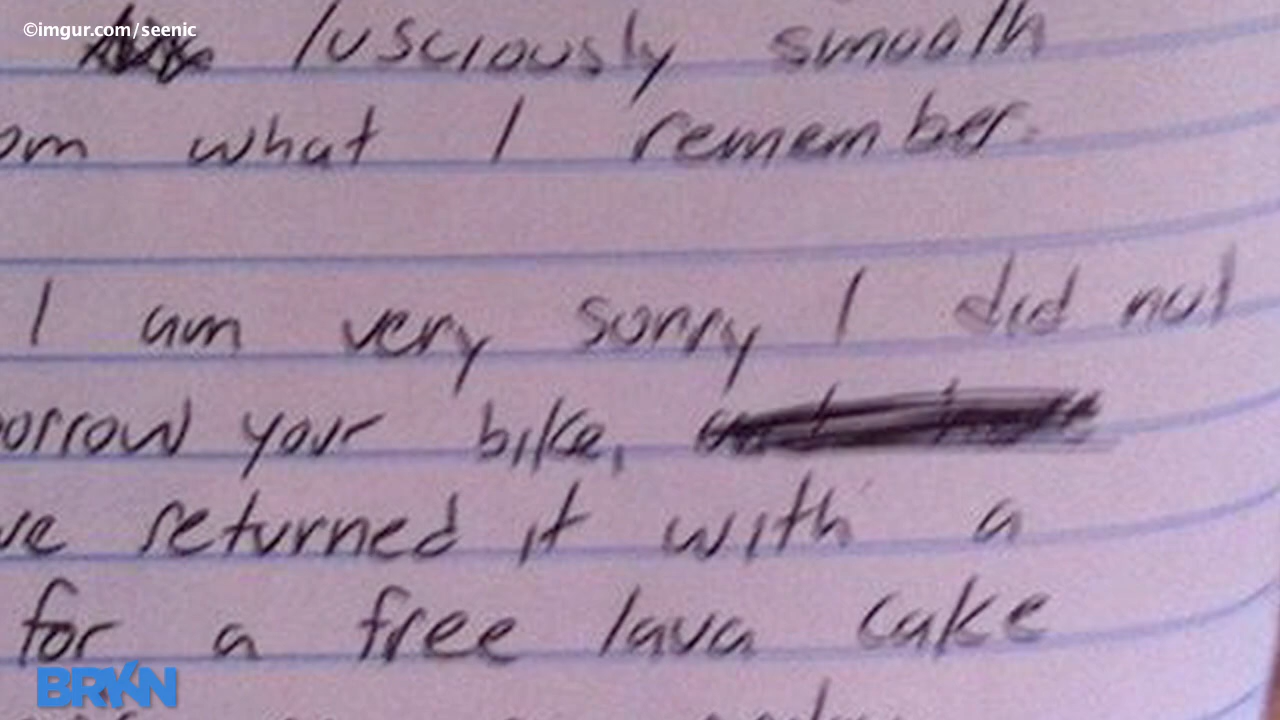 ©imgur.com/seenic
lusciously smooth
om what I remember.
I am very sorry I did not
orrow your bike,
ve returned it with a
for a free lava cake
BRKN